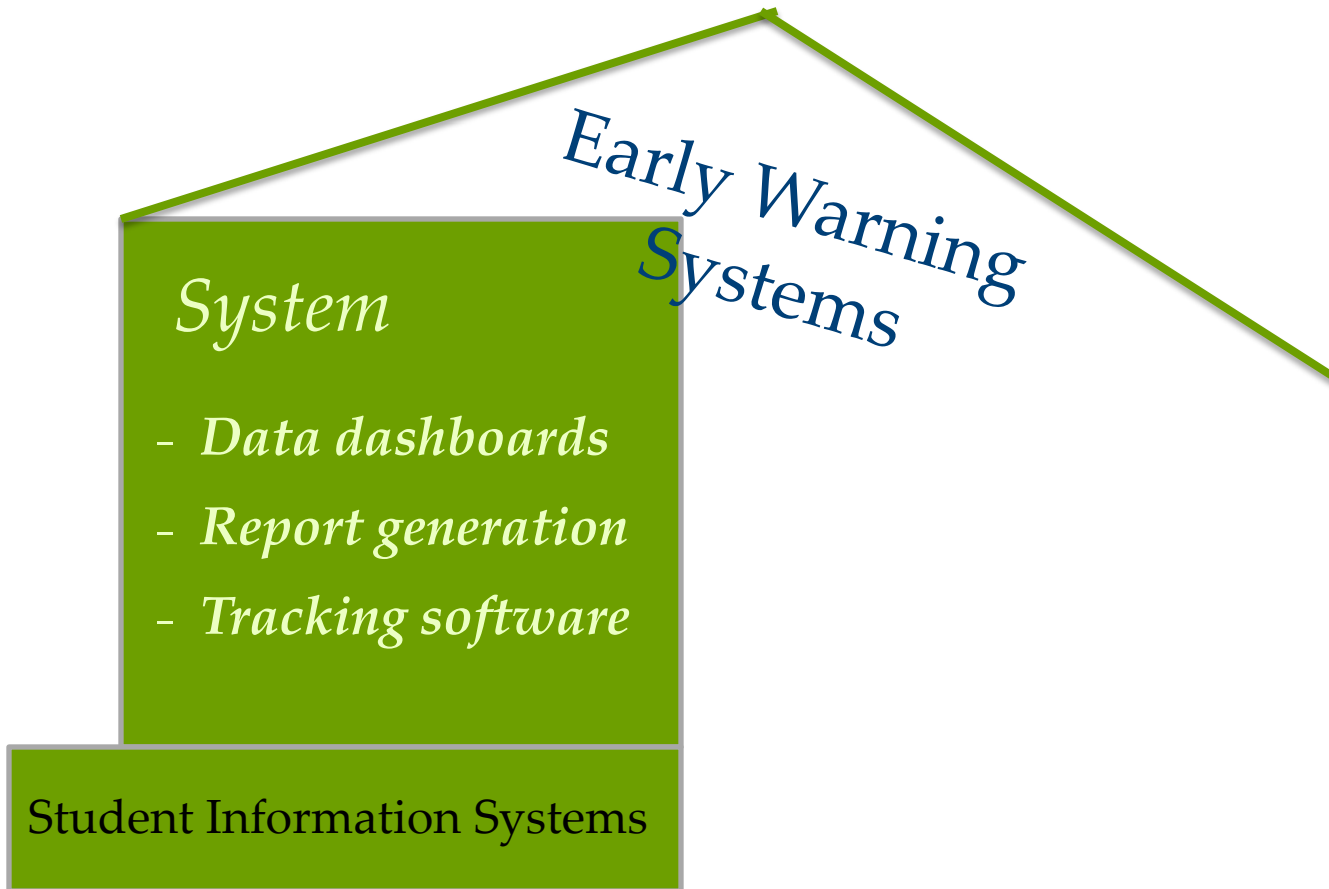 Early Warning
Systems
System
- Data dashboards
- Report generation
- Tracking software
Student Information Systems